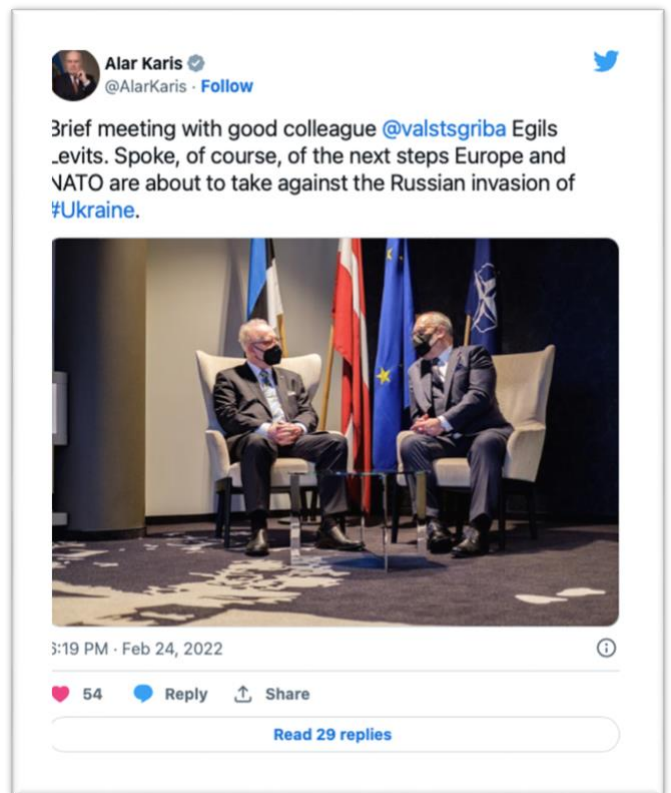 Alar Karis
@AlarKaris · Follow
Brief meeting with good colleague @valstsgriba Egils
Levits. Spoke, of course, of the next steps Europe and
NATO are about to take against the Russian invasion of
#Ukraine.
:19 PM · Feb 24, 2022
54 Reply Share
Read 29 replies